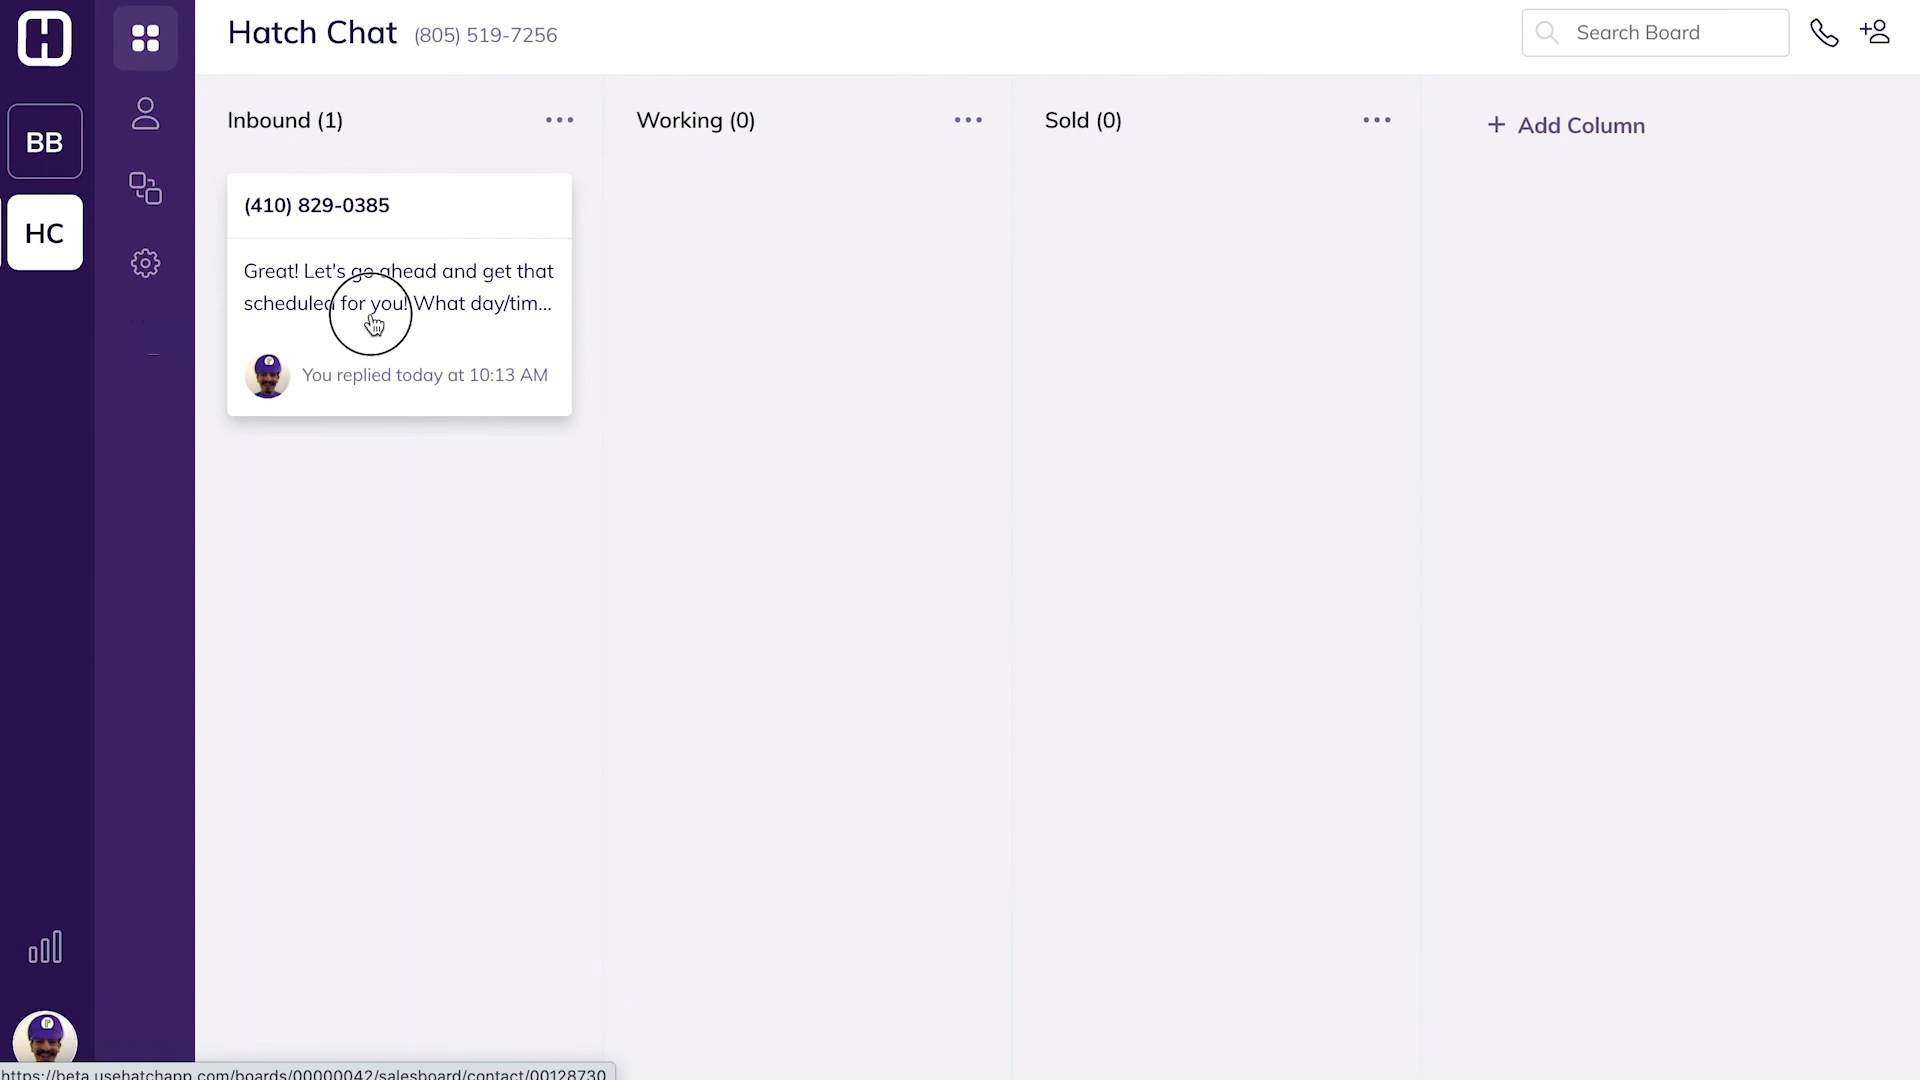 Hatch Chat (805) 519-7256
Search Board
BB
HC
Inbound (1)
Working (0)
Sold (0)
+ Add Column
(410) 829-0385
Great! Let's go ahead and get that
scheduled for you! What day/tim...
You replied today at 10:13 AM
https://beta.usehatchapp.com/boards/00000042/salesboard/contact/00128730